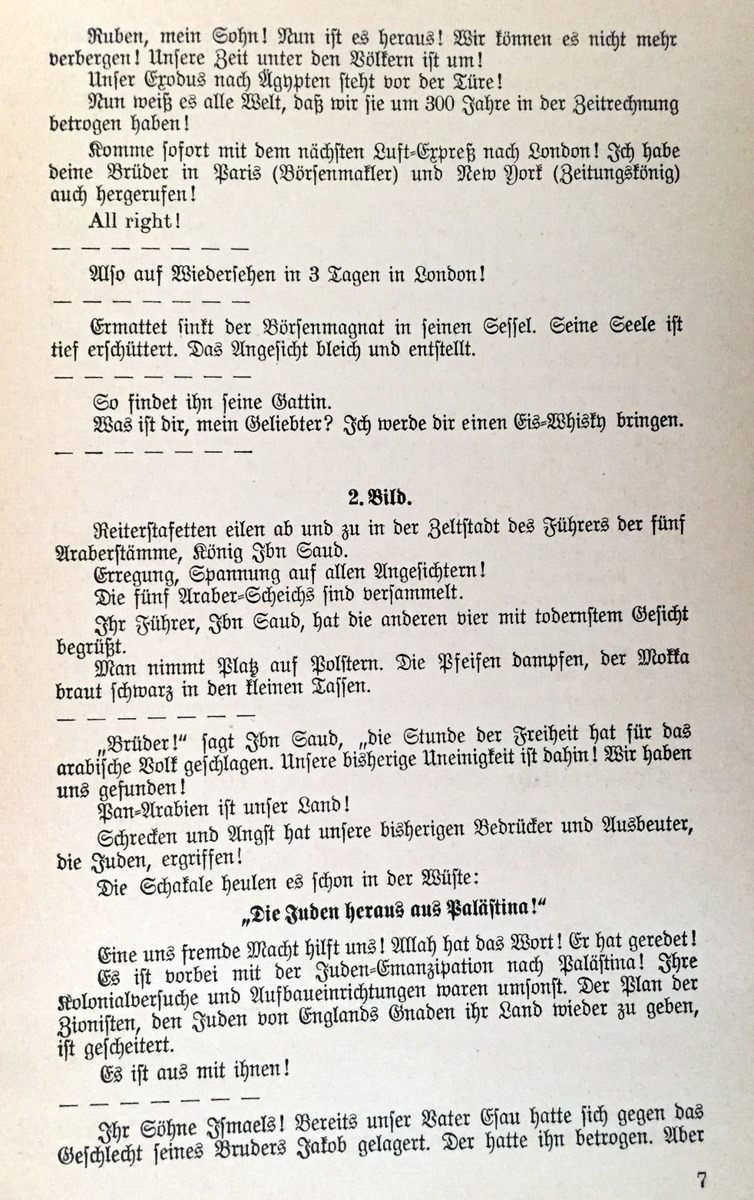 Ruben, mein Sohn! Nun ist es heraus! Wir können es nicht mehr
verbergen! Unsere Zeit unter den Völkern ist um!
Unser Exodus nach Ägypten steht vor der Türe!
Nun weiß es alle Welt, daß wir sie um 300 Jahre in der Zeitrechnung
betrogen haben!
Komme sofort mit dem nächsten Luft-Expreß nach London! Ich habe
deine Brüder in Paris (Börsenmakler) und New York (Zeitungskönig)
auch hergerufen!
All right!
— — — — — — —
Also auf Wiedersehen in 3 Tagen in London!
— — — — — — —
Ermattet sinkt der Börsenmagnat in seinen Sessel. Seine Seele ist
tief erschüttert. Das Angesicht bleich und entstellt.
— — — — — — —
So findet ihn seine Gattin.
Was ist dir, mein Geliebter? Ich werde dir einen Eis-Whisky bringen.
— — — — — — —
2. Bild.
Reiterstafetten eilen ab und zu in der Zeltstadt des Führers der fünf
Araberstämme, König Ibn Saud.
Erregung, Spannung auf allen Angesichtern!
Die fünf Araber-Scheichs sind versammelt.
Ihr Führer, Ibn Saud, hat die anderen vier mit todernstem Gesicht
begrüßt.
Man nimmt Platz auf Polstern. Die Pfeifen dampfen, der Mokka
braut schwarz in den kleinen Tassen.
— — — — — — —
„Brüder!“ sagt Ibn Saud, „die Stunde der Freiheit hat für das
arabische Volk geschlagen. Unsere bisherige Uneinigkeit ist dahin! Wir haben
uns gefunden!
Pan-Arabien ist unser Land!
Schrecken und Angst hat unsere bisherigen Bedrücker und Ausbeuter,
die Juden, ergriffen!
Die Schakale heulen es schon in der Wüste:
„Die Juden heraus aus Palästina!“
Eine uns fremde Macht hilft uns! Allah hat das Wort! Er hat geredet!
Es ist vorbei mit der Juden-Emanzipation nach Palästina! Ihre
Kolonialversuche und Aufbaueinrichtungen waren umsonst. Der Plan der
Zionisten, den Juden von Englands Gnaden ihr Land wieder zu geben,
ist gescheitert.
Es ist aus mit ihnen!
— — — — — — —
Ihr Söhne Ismaels! Bereits unser Vater Esau hatte sich gegen das
Geschlecht seines Bruders Jakob gelagert. Der hatte ihn betrogen. Aber
7